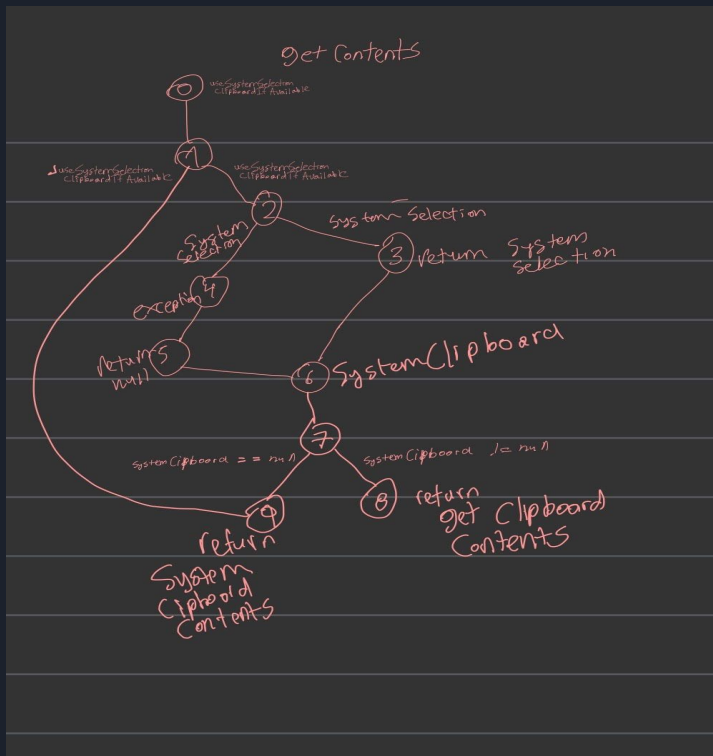 get Contents
0
useSystemSelection
ClipboardIfAvailable
1
!useSystemSelection
ClipboardIfAvailable
useSystemSelection
ClipboardIfAvailable
2
System
Selection
System Selection
3
return System
Selection
4
exception
5
return
null
6
SystemClipboard
7
systemClipboard == null
systemClipboard != null
8
return
get Clipboard
Contents
9
return
System
Clipboard
Contents